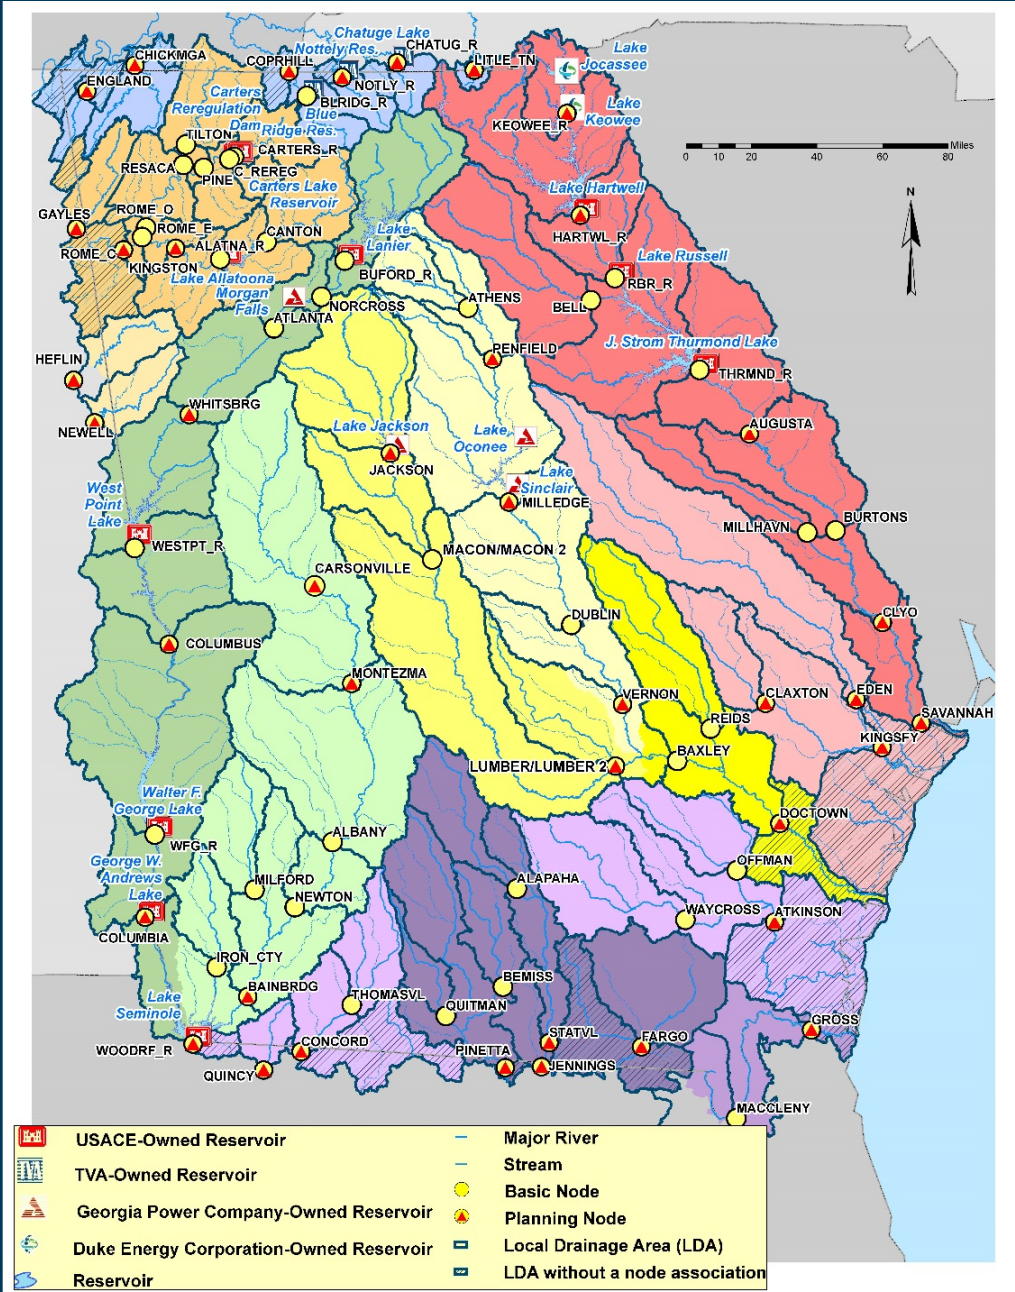 Chatuge Lake
Nottely Res.
CHATUG_R
CHICKMGA
COPRHILL
LITLE_TN
Lake
Jocassee
ENGLAND
NOTLY_R
BLRIDG_R
Carters
Reregulation
Dam
Blue
Ridge Res.
Lake
Keowee
KEOWEE_R
TILTON
CARTERS_R
RESACA
PINE
C_REREG
Carters Lake
Reservoir
0 10 20 40 60 80 Miles
N
Lake Hartwell
HARTWL_R
GAYLES
ROME_O
ROME_E
ROME_C
KINGSTON
ALATNA_R
CANTON
Lake
Lanier
BUFORD_R
Lake Allatoona
Morgan
Falls
NORCROSS
ATLANTA
ATHENS
BELL
Lake Russell
RBR_R
PENFIELD
J. Strom Thurmond Lake
THRMND_R
HEFLIN
NEWELL
WHITSBRG
Lake Jackson
JACKSON
Lake
Oconee
AUGUSTA
Lake
Sinclair
MILLEDGE
West
Point
Lake
WESTPT_R
MILLHAVN
BURTONS
MACON/MACON 2
CARSONVILLE
DUBLIN
CLYO
COLUMBUS
MONTEZMA
VERNON
CLAXTON
EDEN
REIDS
SAVANNAH
KINGSFY
BAXLEY
LUMBER/LUMBER 2
Walter F.
George Lake
WFG_R
ALBANY
DOCTOWN
OFFMAN
George W.
Andrews
Lake
COLUMBIA
MILFORD
NEWTON
ALAPAHA
WAYCROSS
ATKINSON
IRON_CTY
BAINBRDG
BEMISS
Lake
Seminole
THOMASVL
QUITMAN
GROSS
WOODRF_R
CONCORD
STATVL
FARGO
QUINCY
PINETTA
JENNINGS
MACCLENY
USACE-Owned Reservoir
TVA-Owned Reservoir
Georgia Power Company-Owned Reservoir
Duke Energy Corporation-Owned Reservoir
Reservoir
Major River
Stream
Basic Node
Planning Node
Local Drainage Area (LDA)
LDA without a node association